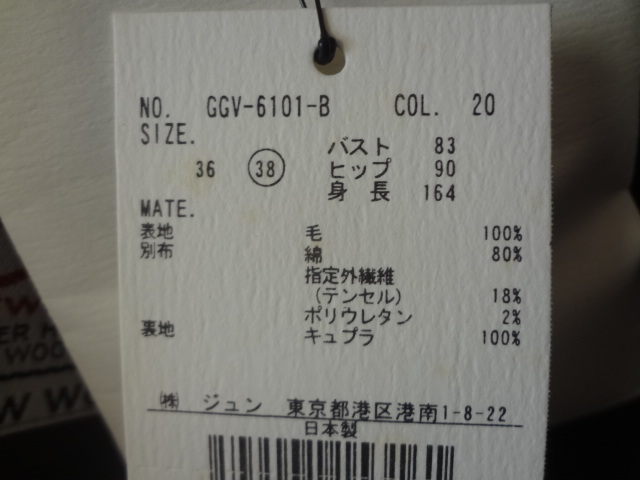 NO. GGV-6101-B COL. 20
SIZE.
36 38 バスト 83
ヒップ 90
身長 164
MATE.
表地 毛 100%
別布 綿 80%
指定外繊維
(テンセル) 18%
ポリウレタン 2%
裏地 キュプラ 100%
㈱ ジュン 東京都港区港南1-8-22
日本製